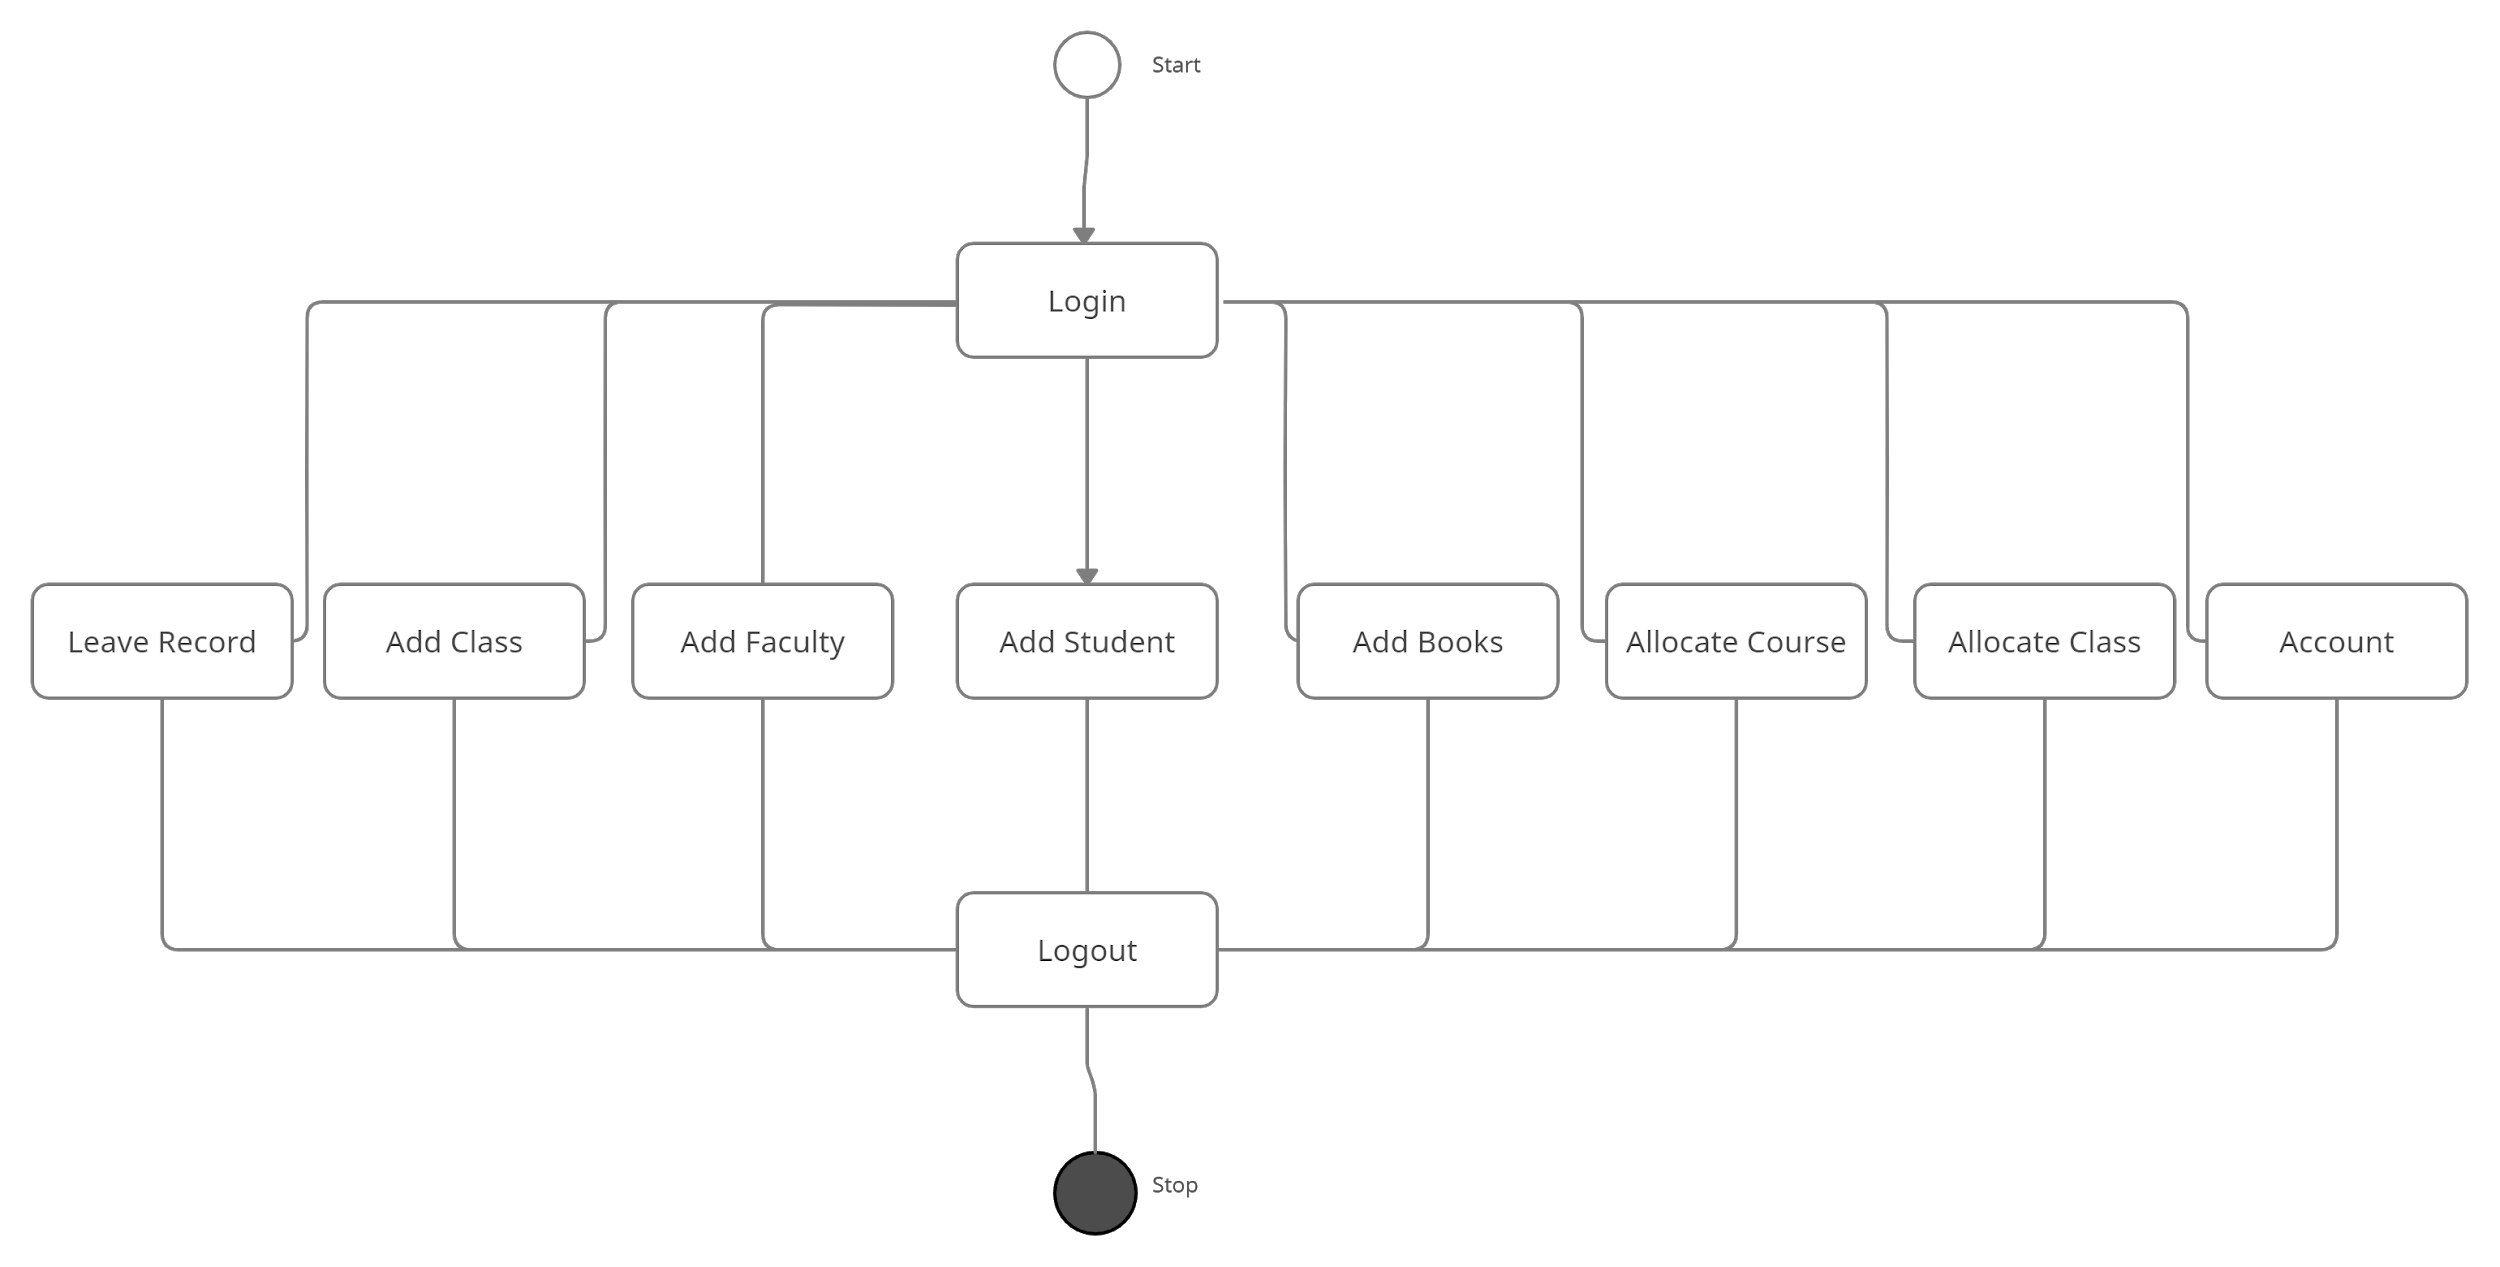 Start
Login
Leave Record
Add Class
Add Faculty
Add Student
Add Books
Allocate Course
Allocate Class
Account
Logout
Stop